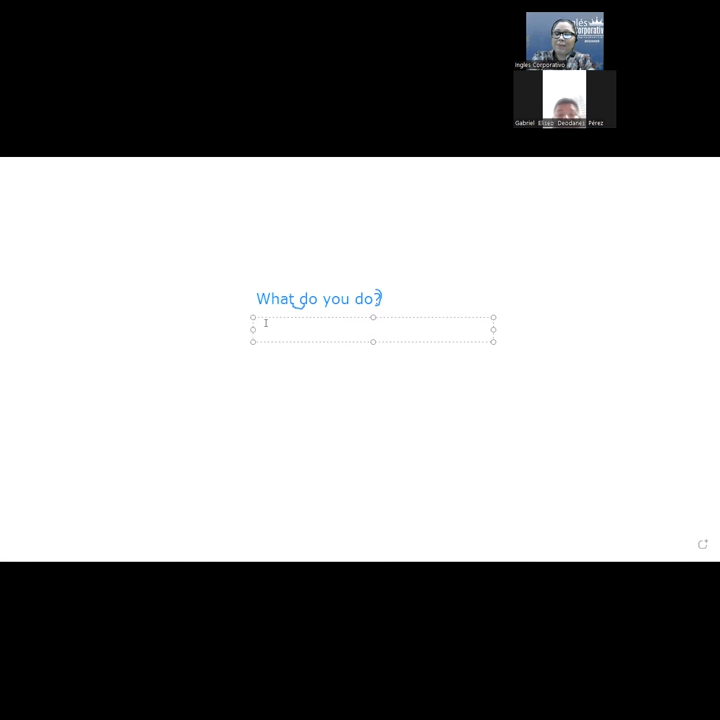 Inglés
Corporativo
Ingles Corporativo
Gabriel Eliseo Deodanes Pérez
What do you do?